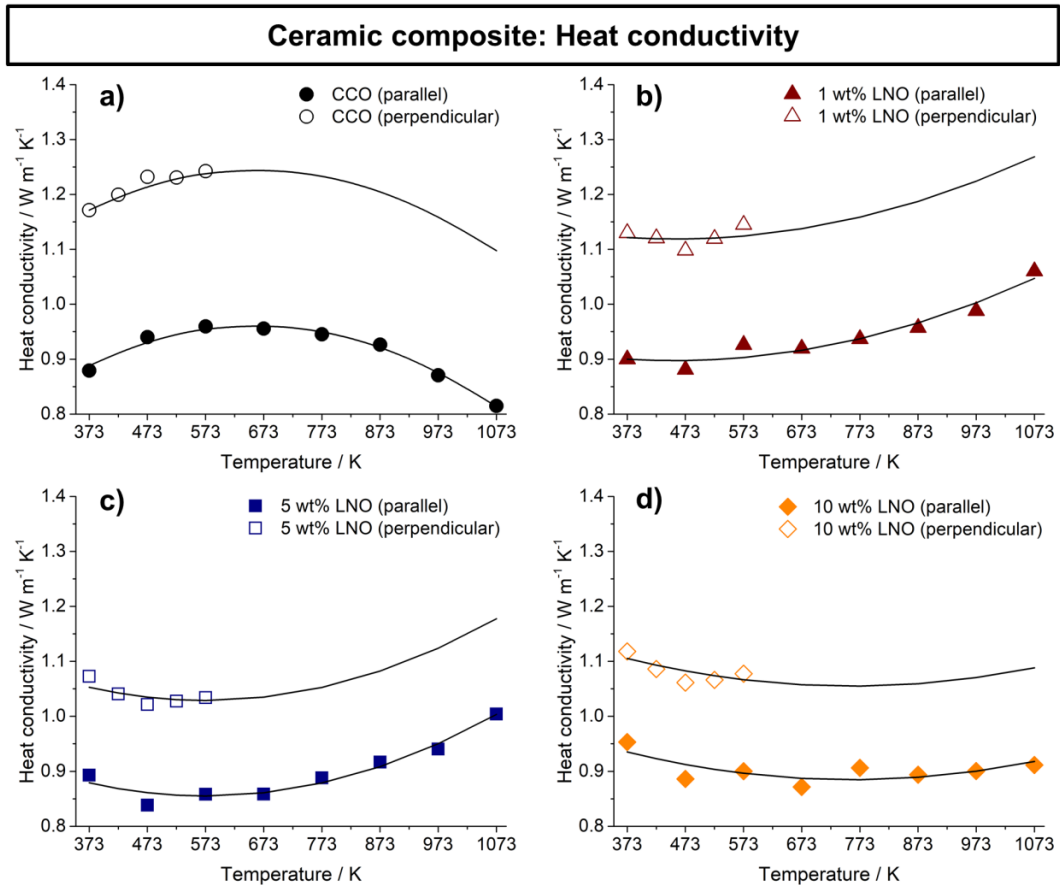 Ceramic composite: Heat conductivity
a)
CCO (parallel)
CCO (perpendicular)
1.4
1.3
1.2
1.1
1.0
0.9
0.8
Heat conductivity / W m⁻¹ K⁻¹
373 473 573 673 773 873 973 1073
Temperature / K
b)
1 wt% LNO (parallel)
1 wt% LNO (perpendicular)
1.4
1.3
1.2
1.1
1.0
0.9
0.8
Heat conductivity / W m⁻¹ K⁻¹
373 473 573 673 773 873 973 1073
Temperature / K
c)
5 wt% LNO (parallel)
5 wt% LNO (perpendicular)
1.4
1.3
1.2
1.1
1.0
0.9
0.8
Heat conductivity / W m⁻¹ K⁻¹
373 473 573 673 773 873 973 1073
Temperature / K
d)
10 wt% LNO (parallel)
10 wt% LNO (perpendicular)
1.4
1.3
1.2
1.1
1.0
0.9
0.8
Heat conductivity / W m⁻¹ K⁻¹
373 473 573 673 773 873 973 1073
Temperature / K